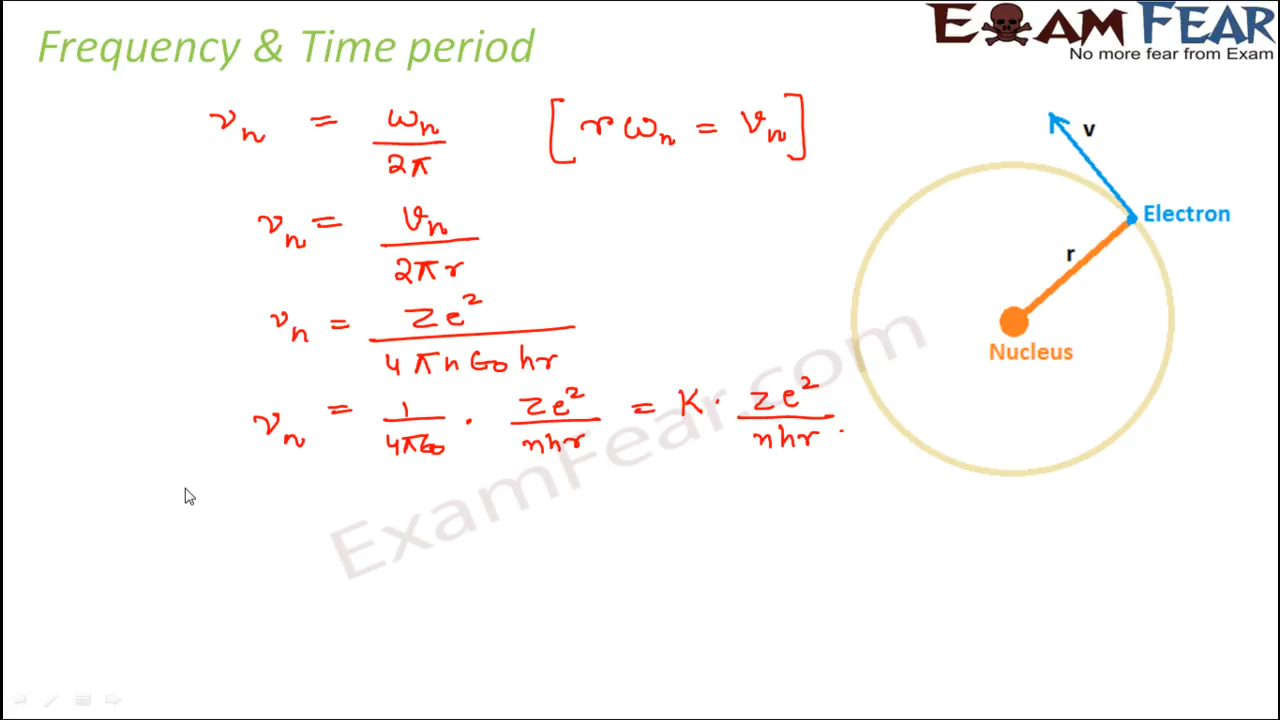 Frequency & Time period
EXAM FEAR
No more fear from Exam
νₙ = ωₙ / 2π [rωₙ = vₙ]
νₙ = vₙ / 2πr
νₙ = Ze² / 4πnϵ₀hr
νₙ = 1 / 4πϵ₀ · Ze² / nhr = K · Ze² / nhr.
v
Electron
r
Nucleus
ExamFear.com